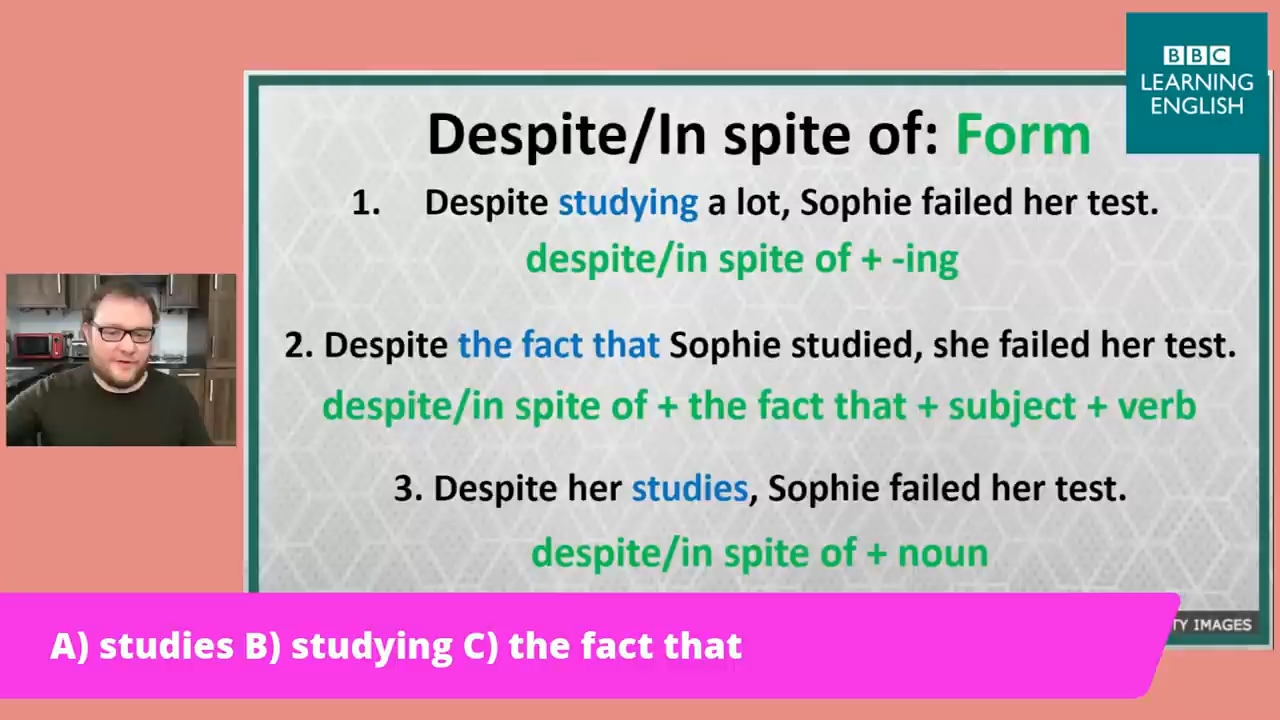 BBC
LEARNING
ENGLISH
Despite/In spite of: Form
1. Despite studying a lot, Sophie failed her test.
despite/in spite of + -ing
2. Despite the fact that Sophie studied, she failed her test.
despite/in spite of + the fact that + subject + verb
3. Despite her studies, Sophie failed her test.
despite/in spite of + noun
TY IMAGES
A) studies B) studying C) the fact that